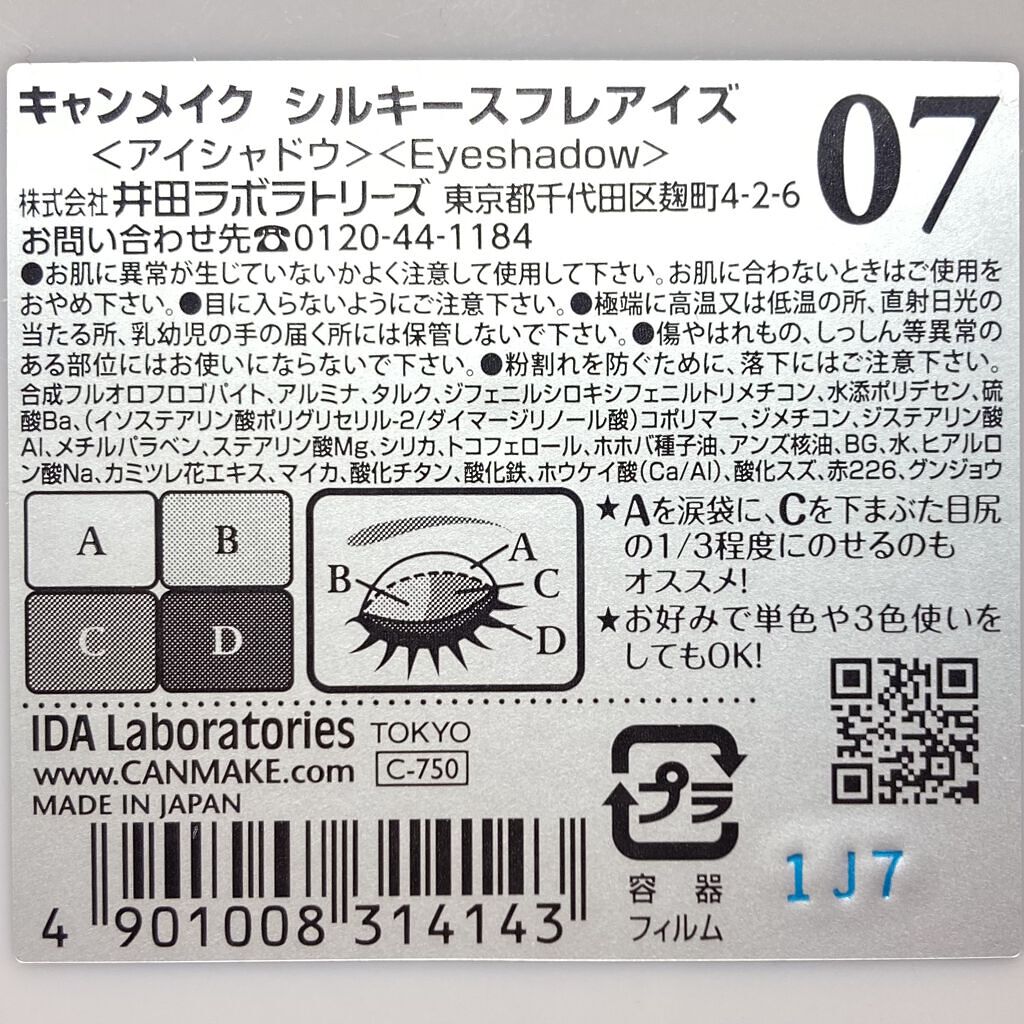 キャンメイク シルキースフレアイズ
07
<アイシャドウ><Eyeshadow>
株式会社 井田ラボラトリーズ 東京都千代田区麹町4-2-6
お問い合わせ先☎0120-44-1184
●お肌に異常が生じていないかよく注意して使用して下さい。お肌に合わないときはご使用を
おやめ下さい。●目に入らないようにご注意下さい。●極端に高温又は低温の所、直射日光の
当たる所、乳幼児の手の届く所には保管しないで下さい。●傷やはれもの、しっしん等異常の
ある部位にはお使いにならないで下さい。●粉割れを防ぐために、落下にはご注意下さい。
合成フルオロフロゴパイト、アルミナ、タルク、ジフェニルシロキシフェニルトリメチコン、水添ポリデセン、硫
酸Ba、(イソステアリン酸ポリグリセリル-2/ダイマージリノール酸)コポリマー、ジメチコン、ジステアリン酸
Al、メチルパラベン、ステアリン酸Mg、シリカ、トコフェロール、ホホバ種子油、アンズ核油、BG、水、ヒアルロ
ン酸Na、カミツレ花エキス、マイカ、酸化チタン、酸化鉄、ホウケイ酸(Ca/Al)、酸化スズ、赤226、グンジョウ
A
B
C
D
A
B
C
D
★Aを涙袋に、Cを下まぶた目尻
の1/3程度にのせるのも
オススメ!
★お好みで単色や3色使いを
してもOK!
IDA Laboratories TOKYO
www.CANMAKE.com C-750
MADE IN JAPAN
4 901008 314143
プラ
容 器
フィルム
1J7